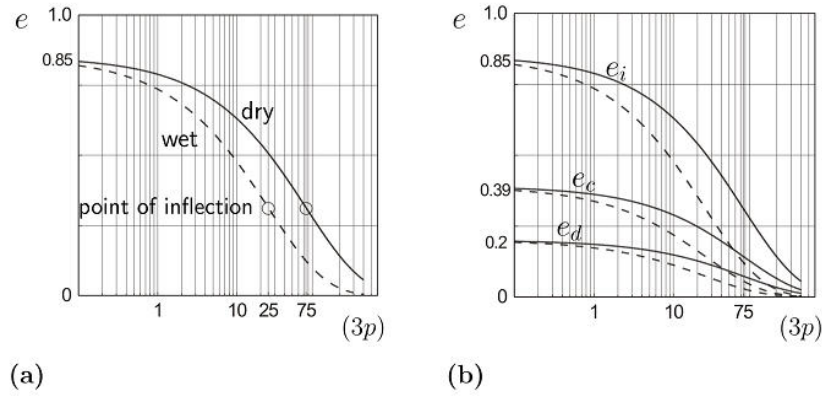 e
1.0
0.85
dry
wet
point of inflection
0
1
10
25
75
(3p)
(a)
e
1.0
0.85
e_i
0.39
e_c
0.2
e_d
0
1
10
75
(3p)
(b)